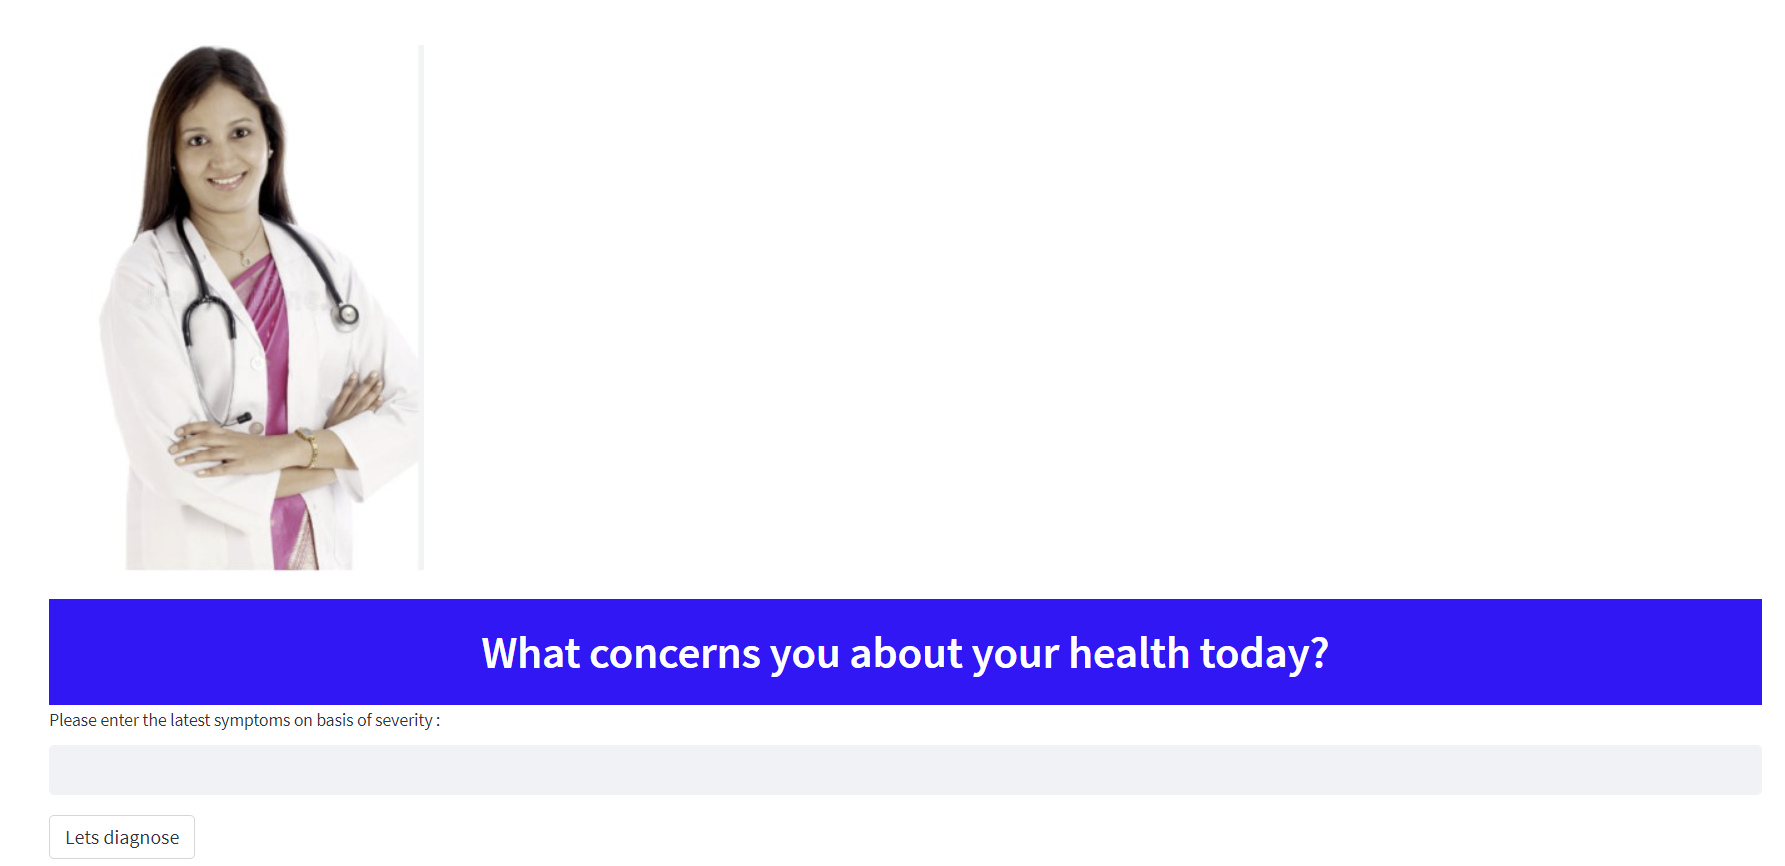 What concerns you about your health today?
Please enter the latest symptoms on basis of severity :
Lets diagnose